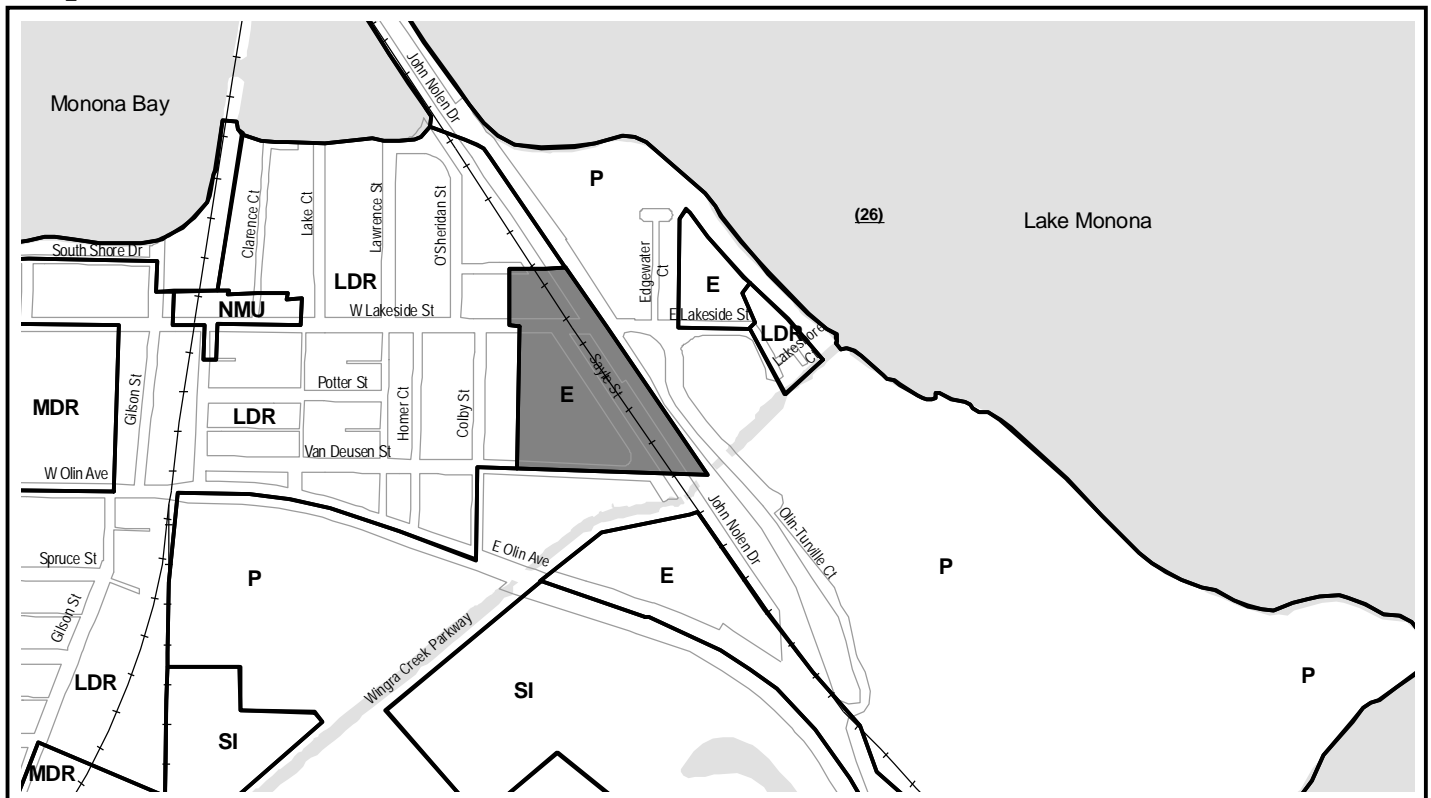 Monona Bay
John Nolen Dr
P
(26)
Lake Monona
Clarence Ct
Lake Ct
Lawrence St
O'Sheridan St
South Shore Dr
LDR
Edgewater
Ct
E
NMU
W Lakeside St
E Lakeside St
LDR
Lakeshore
Ct
Sayle St
Gilson St
Potter St
Homer Ct
Colby St
E
MDR
LDR
Van Deusen St
W Olin Ave
John Nolen Dr
Olin-Turville Ct
Spruce St
E Olin Ave
P
E
P
Gilson St
Wingra Creek Parkway
LDR
SI
P
SI
MDR